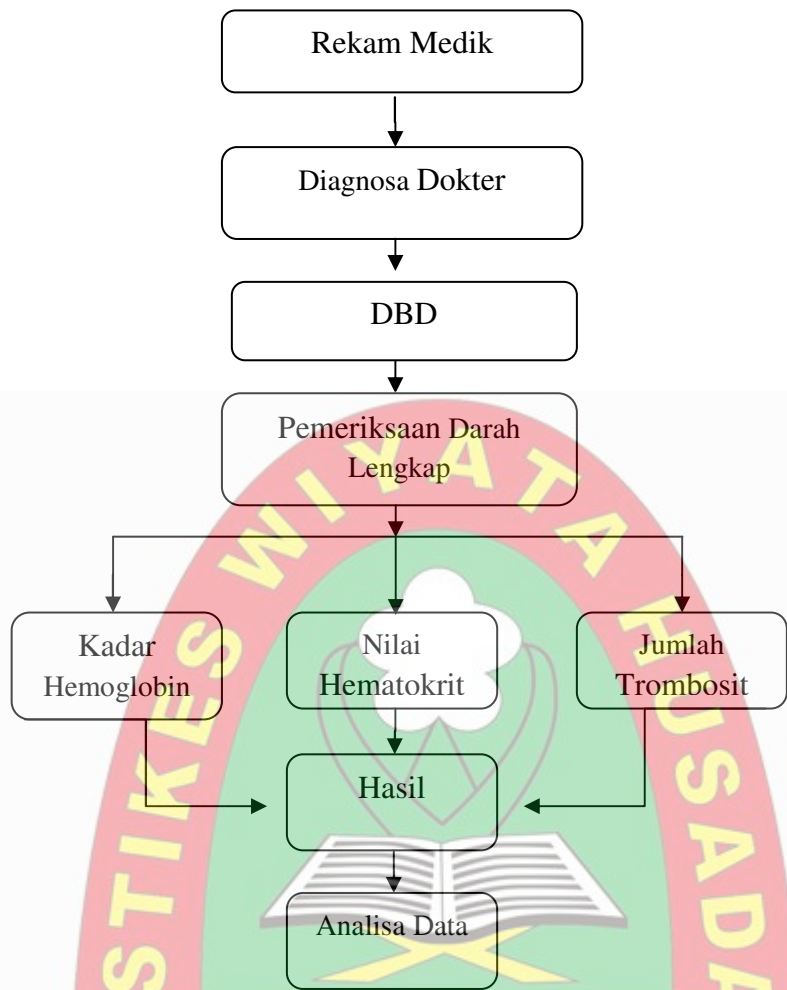 Rekam Medik
Diagnosa Dokter
DBD
Pemeriksaan Darah
Lengkap
Kadar
Hemoglobin
Nilai
Hematokrit
Jumlah
Trombosit
Hasil
Analisa Data
STIKES WIYATA HUSADA